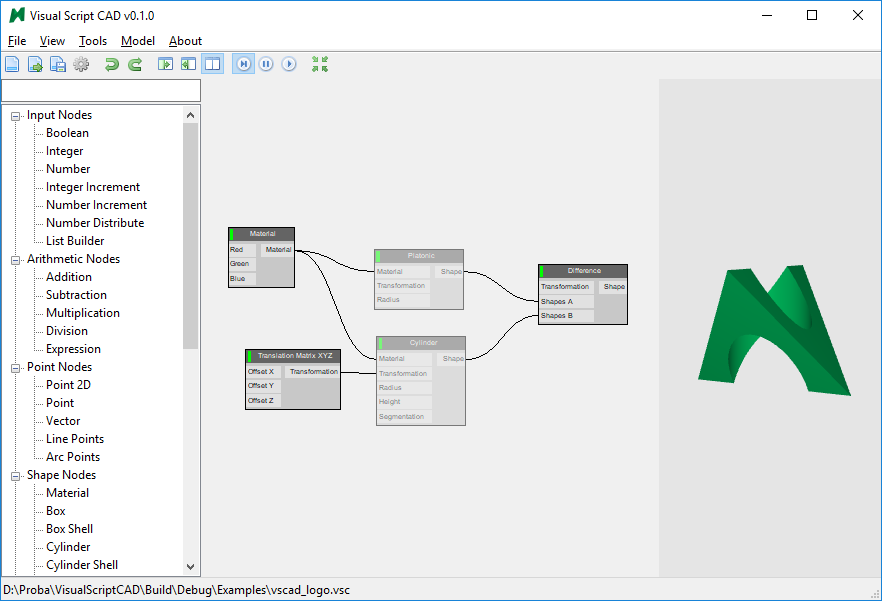 Visual Script CAD v0.1.0
File View Tools Model About
Input Nodes
Boolean
Integer
Number
Integer Increment
Number Increment
Number Distribute
List Builder
Arithmetic Nodes
Addition
Subtraction
Multiplication
Division
Expression
Point Nodes
Point 2D
Point
Vector
Line Points
Arc Points
Shape Nodes
Material
Box
Box Shell
Cylinder
Cylinder Shell
Material
Red Material
Green
Blue
Translation Matrix XYZ
Offset X Transformation
Offset Y
Offset Z
Platonic
Material Shape
Transformation
Radius
Cylinder
Material Shape
Transformation
Radius
Height
Segmentation
Difference
Transformation Shape
Shapes A
Shapes B
D:\Proba\VisualScriptCAD\Build\Debug\Examples\vscad_logo.vsc